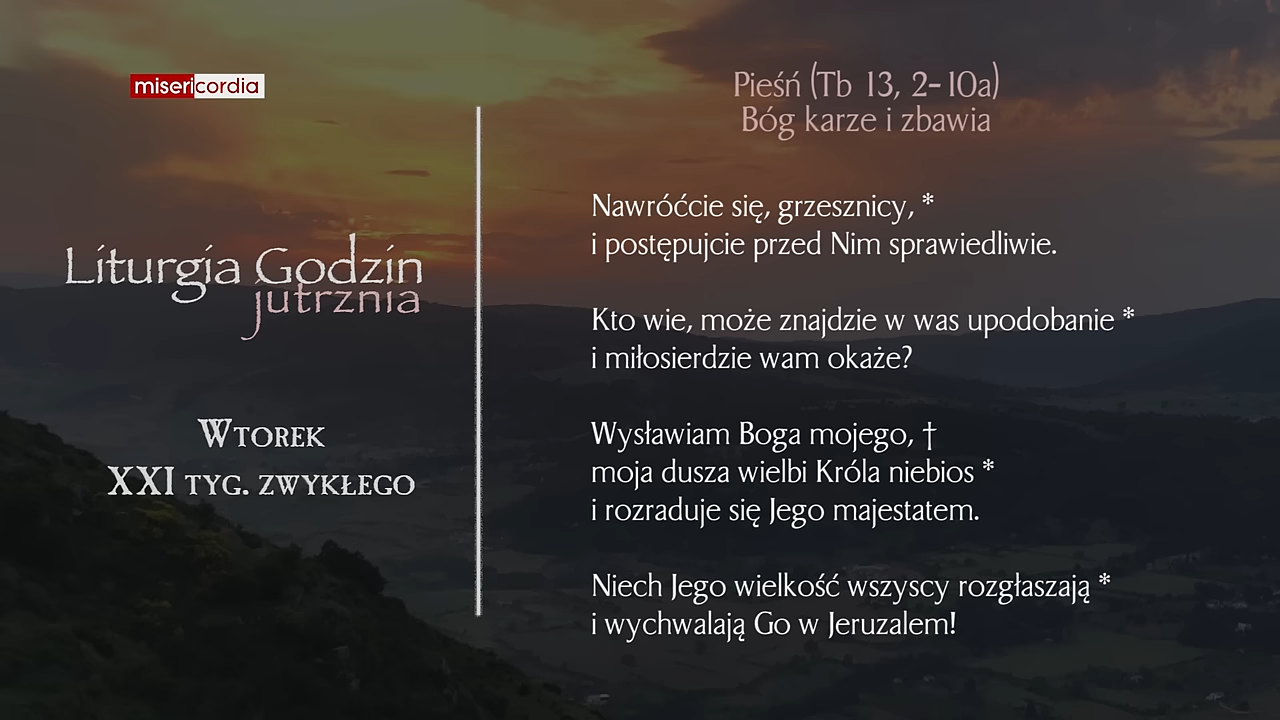 misericordia
Liturgia Godzin
jutrznia
Wtorek
XXI tyg. zwykłego
Pieśń (Tb 13, 2-10a)
Bóg karze i zbawia
Nawróćcie się, grzesznicy, *
i postępujcie przed Nim sprawiedliwie.
Kto wie, może znajdzie w was upodobanie *
i miłosierdzie wam okaże?
Wysławiam Boga mojego, †
moja dusza wielbi Króla niebios *
i rozraduje się Jego majestatem.
Niech Jego wielkość wszyscy rozgłaszają *
i wychwalają Go w Jeruzalem!